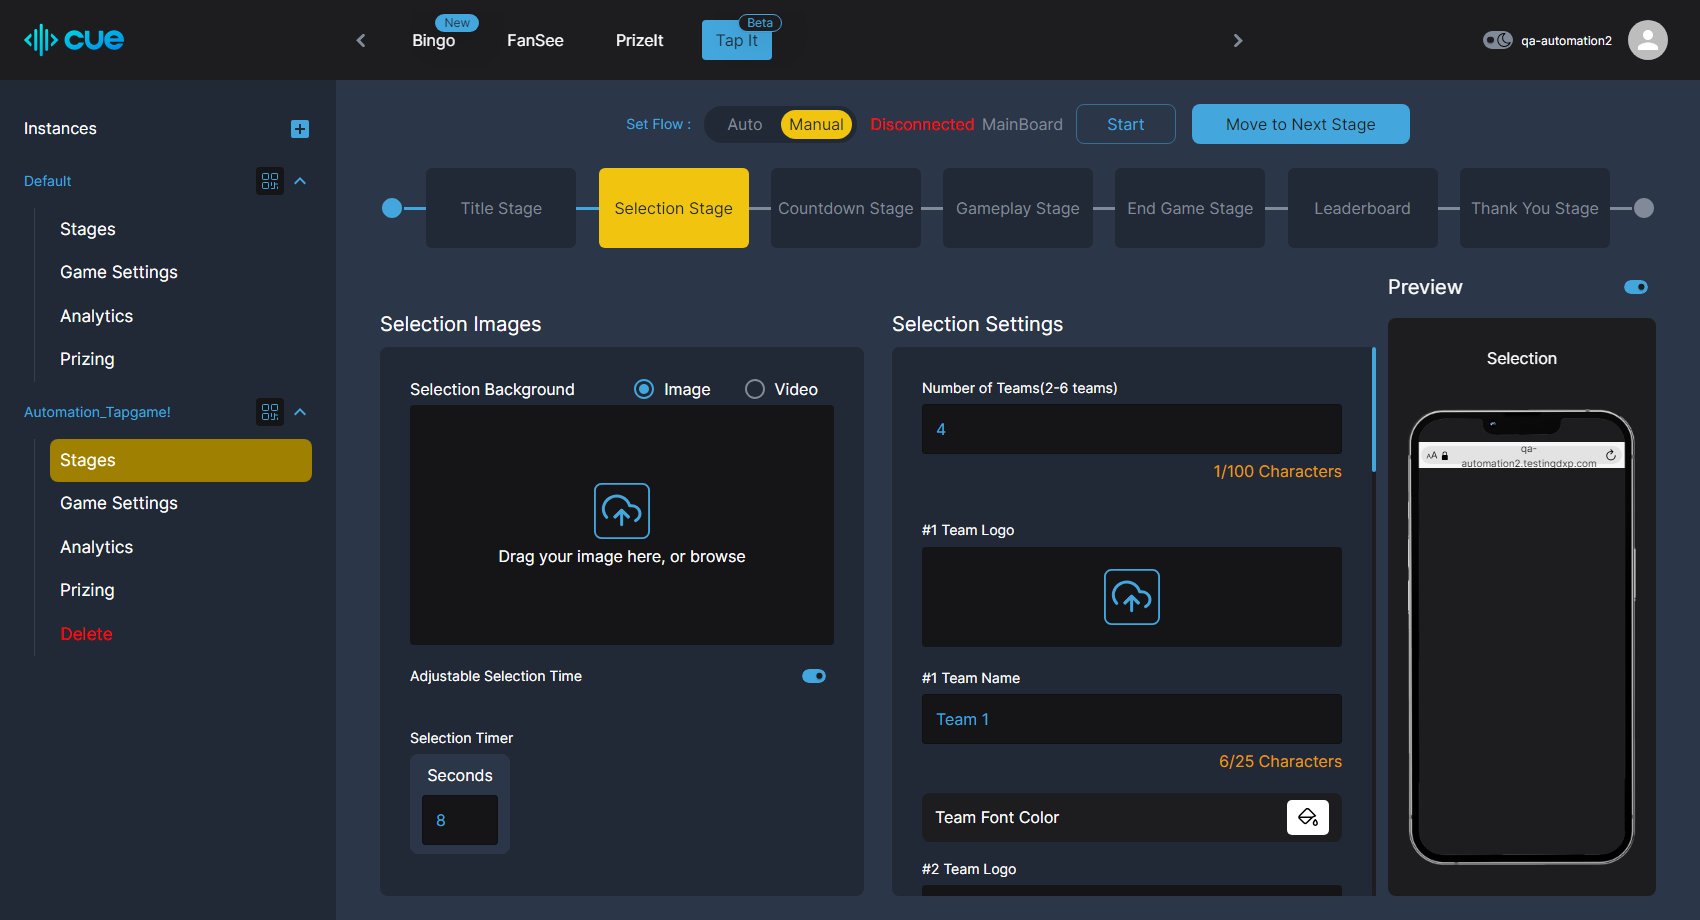 cue
New
Bingo
FanSee
PrizeIt
Beta
Tap It
qa-automation2
Instances
Default
Stages
Game Settings
Analytics
Prizing
Automation_Tapgame!
Stages
Game Settings
Analytics
Prizing
Delete
Set Flow :
Auto
Manual
Disconnected MainBoard
Start
Move to Next Stage
Title Stage
Selection Stage
Countdown Stage
Gameplay Stage
End Game Stage
Leaderboard
Thank You Stage
Selection Images
Selection Background
Image
Video
Drag your image here, or browse
Adjustable Selection Time
Selection Timer
Seconds
8
Selection Settings
Number of Teams(2-6 teams)
4
1/100 Characters
#1 Team Logo
#1 Team Name
Team 1
6/25 Characters
Team Font Color
#2 Team Logo
Preview
Selection
AA
qa-
automation2.testingdxp.com